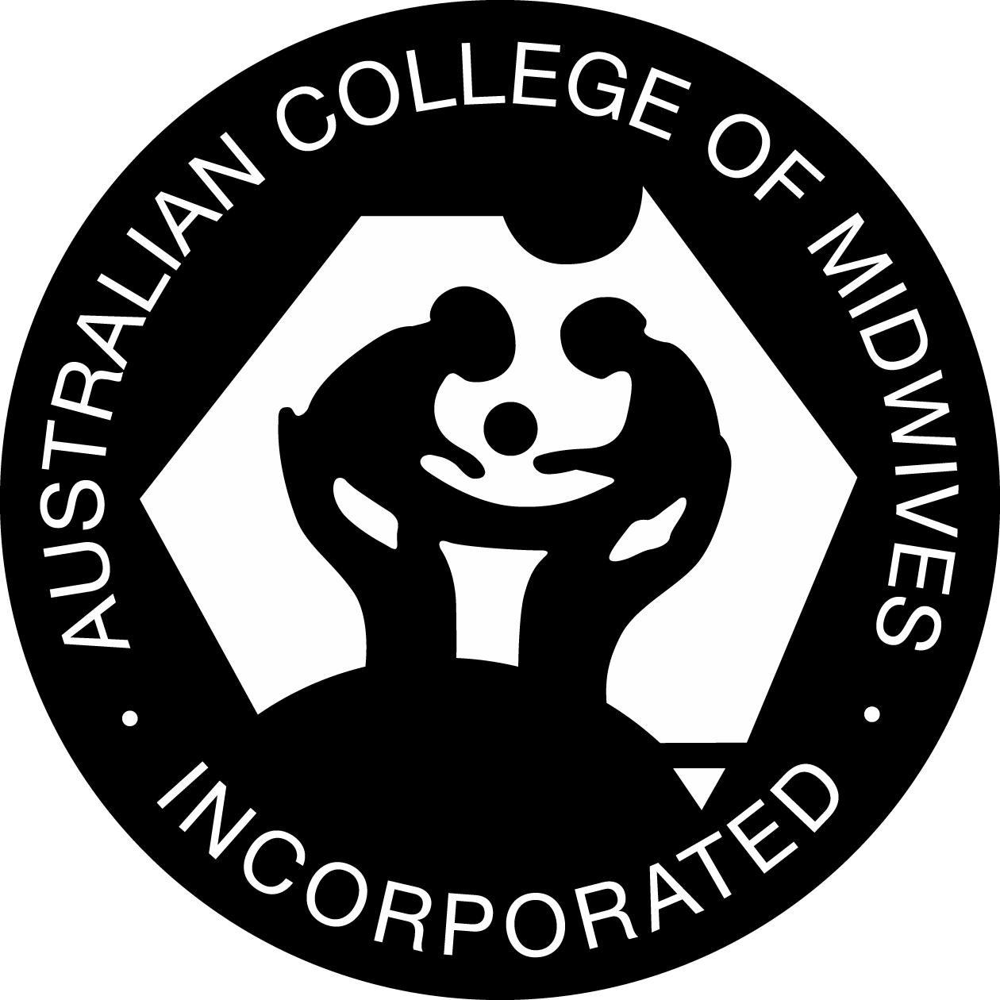 AUSTRALIAN COLLEGE OF MIDWIVES
• INCORPORATED •